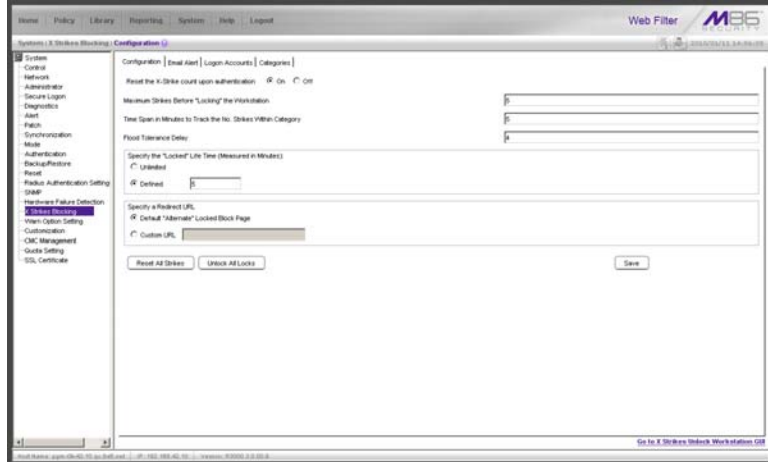 Home Policy Library Reporting System Help Logout
Web Filter
M86
SECURITY
System : X Strikes Blocking : Configuration
System
Control
Network
Administrator
Secure Logon
Diagnostics
Alert
Patch
Synchronization
Mode
Authentication
Backup/Restore
Reset
Radius Authentication Setting
SNMP
Hardware Failure Detection
X Strikes Blocking
Warn Option Setting
Customization
CMC Management
Quota Setting
SSL Certificate
Configuration Email Alert Logon Accounts Categories
Reset the X-Strike count upon authentication On Off
Maximum Strikes Before "Locking" the Workstation 5
Time Span in Minutes to Track the No. Strikes Within Category 5
Flood Tolerance Delay 4
Specify the "Locked" Life Time (Measured in Minutes)
Unlimited
Defined 5
Specify a Redirect URL
Default "Alternate" Locked Block Page
Custom URL
Reset All Strikes Unlock All Locks Save
Go to X Strikes Unlock Workstation GUI
Host Name: